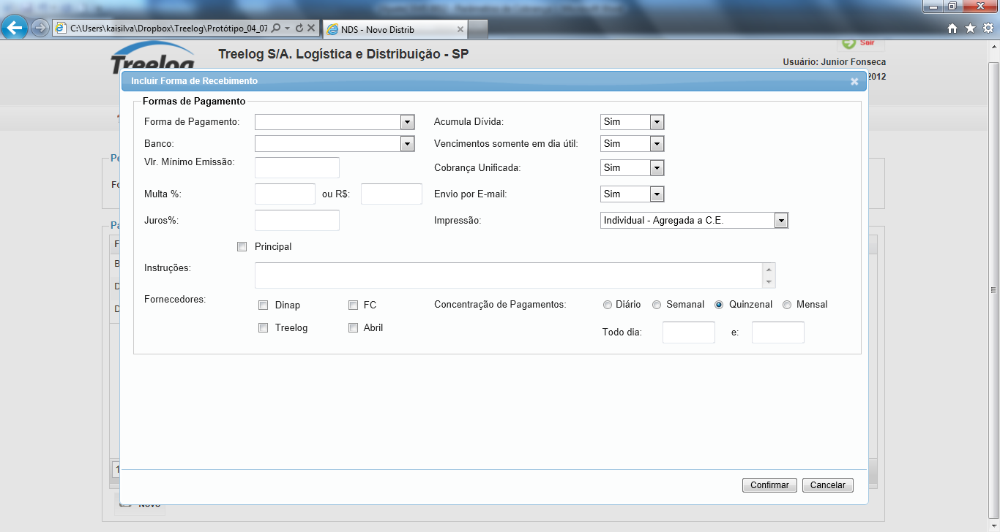 C:\Users\kaisilva\Dropbox\Treelog\Protótipo_04_07
NDS - Novo Distrib
Treelog
Treelog S/A. Logística e Distribuição - SP
Sair
Usuário: Junior Fonseca
2012
Incluir Forma de Recebimento
Formas de Pagamento
Forma de Pagamento:
Acumula Dívida: Sim
Banco:
Vencimentos somente em dia útil: Sim
Vlr. Mínimo Emissão:
Cobrança Unificada: Sim
Multa %: ou R$:
Envio por E-mail: Sim
Juros%:
Impressão: Individual - Agregada a C.E.
Principal
Instruções:
Fornecedores:
Dinap FC
Concentração de Pagamentos: Diário Semanal Quinzenal Mensal
Treelog Abril
Todo dia: e:
Confirmar Cancelar
Novo